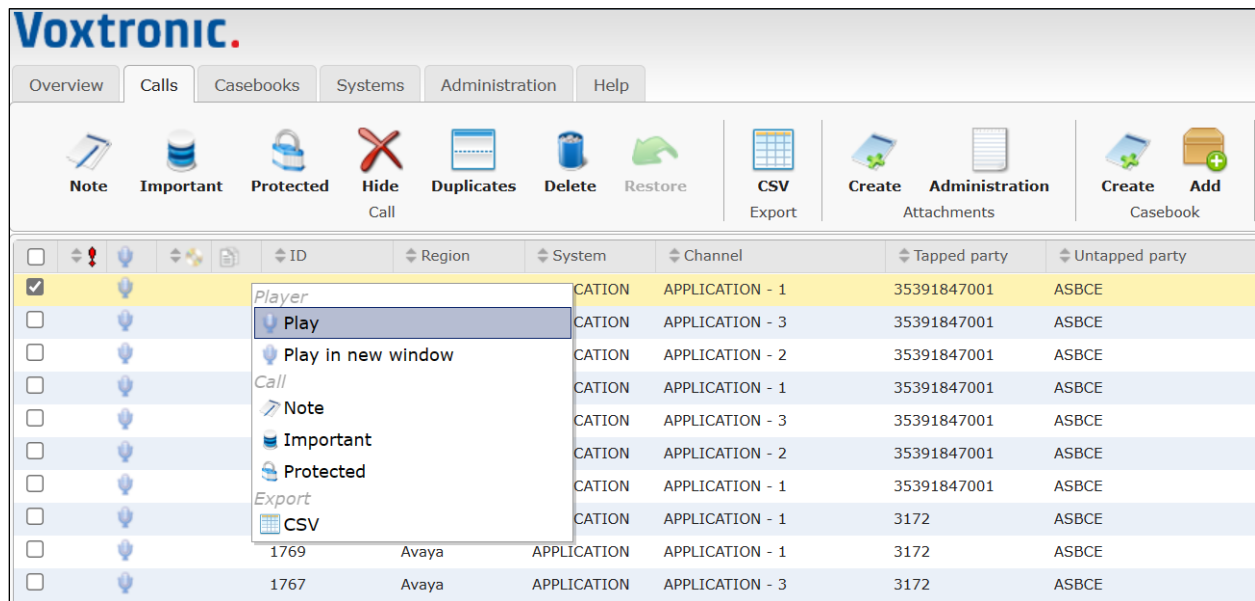 Voxtronic.
Overview Calls Casebooks Systems Administration Help
Note Important Protected Hide Duplicates Delete Restore CSV Create Administration Create Add
Call Export Attachments Casebook
ID Region System Channel Tapped party Untapped party
CATION APPLICATION - 1 35391847001 ASBCE
Player
Play CATION APPLICATION - 3 35391847001 ASBCE
Play in new window CATION APPLICATION - 2 35391847001 ASBCE
Call CATION APPLICATION - 1 35391847001 ASBCE
Note CATION APPLICATION - 3 35391847001 ASBCE
Important CATION APPLICATION - 2 35391847001 ASBCE
Protected CATION APPLICATION - 1 35391847001 ASBCE
Export
CSV CATION APPLICATION - 1 3172 ASBCE
1769 Avaya APPLICATION APPLICATION - 1 3172 ASBCE
1767 Avaya APPLICATION APPLICATION - 3 3172 ASBCE